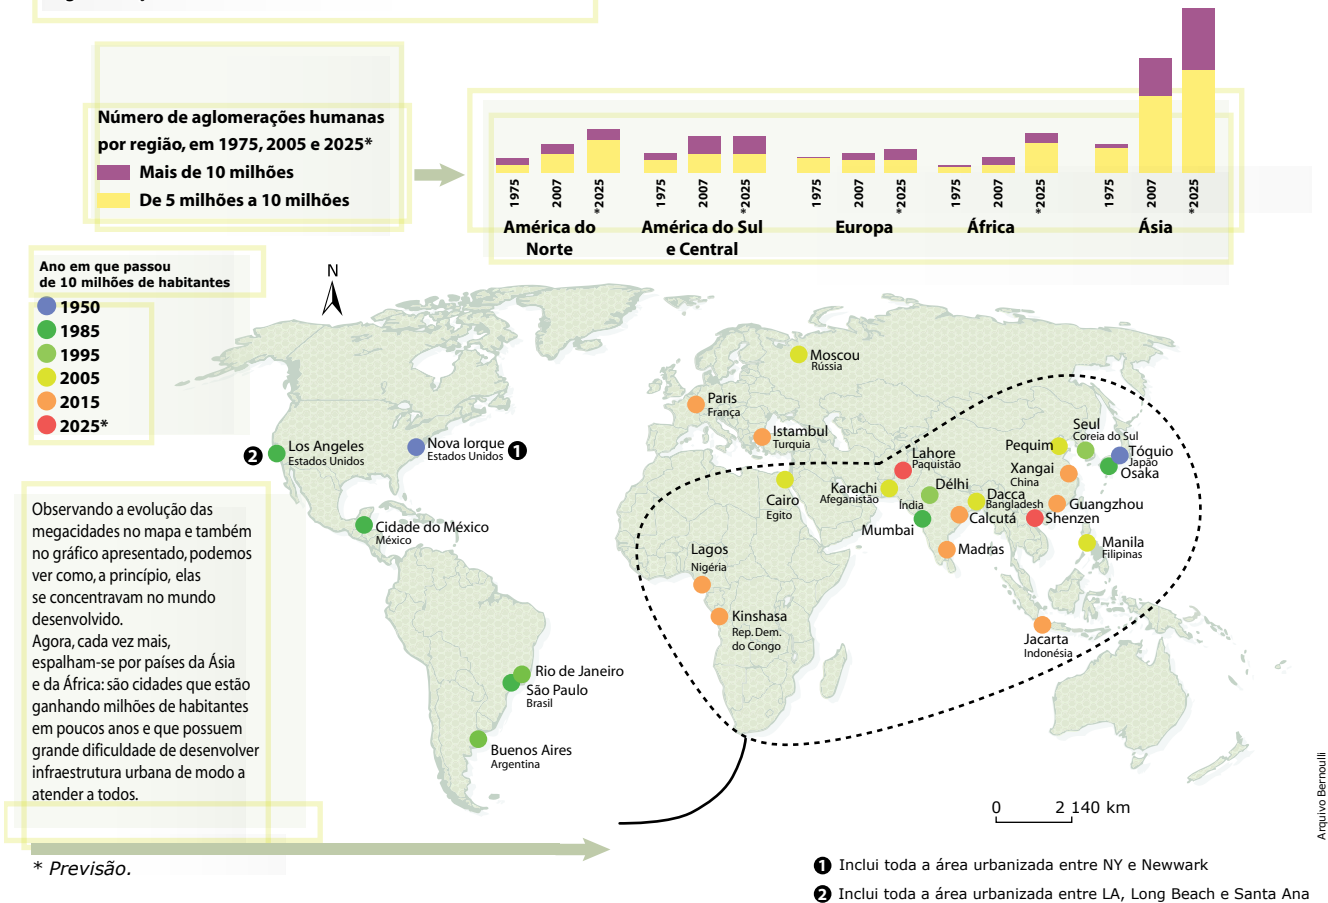 Número de aglomerações humanas
por região, em 1975, 2005 e 2025*
Mais de 10 milhões
De 5 milhões a 10 milhões
1975
2007
*2025
América do
Norte
1975
2007
*2025
América do Sul
e Central
1975
2007
*2025
Europa
1975
2007
*2025
África
1975
2007
*2025
Ásia
Ano em que passou
de 10 milhões de habitantes
1950
1985
1995
2005
2015
2025*
N
Moscou
Rússia
Paris
França
Istambul
Turquia
Los Angeles
Estados Unidos
2
Nova Iorque
Estados Unidos
1
Cidade do México
México
Rio de Janeiro
São Paulo
Brasil
Buenos Aires
Argentina
Cairo
Egito
Lagos
Nigéria
Kinshasa
Rep. Dem.
do Congo
Lahore
Paquistão
Karachi
Afeganistão
Délhi
Índia
Mumbai
Dacca
Bangladesh
Calcutá
Madras
Pequim
Seul
Coreia do Sul
Tóquio
Japão
Osaka
Xangai
China
Guangzhou
Shenzen
Manila
Filipinas
Jacarta
Indonésia
Observando a evolução das
megacidades no mapa e também
no gráfico apresentado, podemos
ver como, a princípio, elas
se concentravam no mundo
desenvolvido.
Agora, cada vez mais,
espalham-se por países da Ásia
e da África: são cidades que estão
ganhando milhões de habitantes
em poucos anos e que possuem
grande dificuldade de desenvolver
infraestrutura urbana de modo a
atender a todos.
0 2 140 km
Arquivo Bernoulli
* Previsão.
1 Inclui toda a área urbanizada entre NY e Newwark
2 Inclui toda a área urbanizada entre LA, Long Beach e Santa Ana